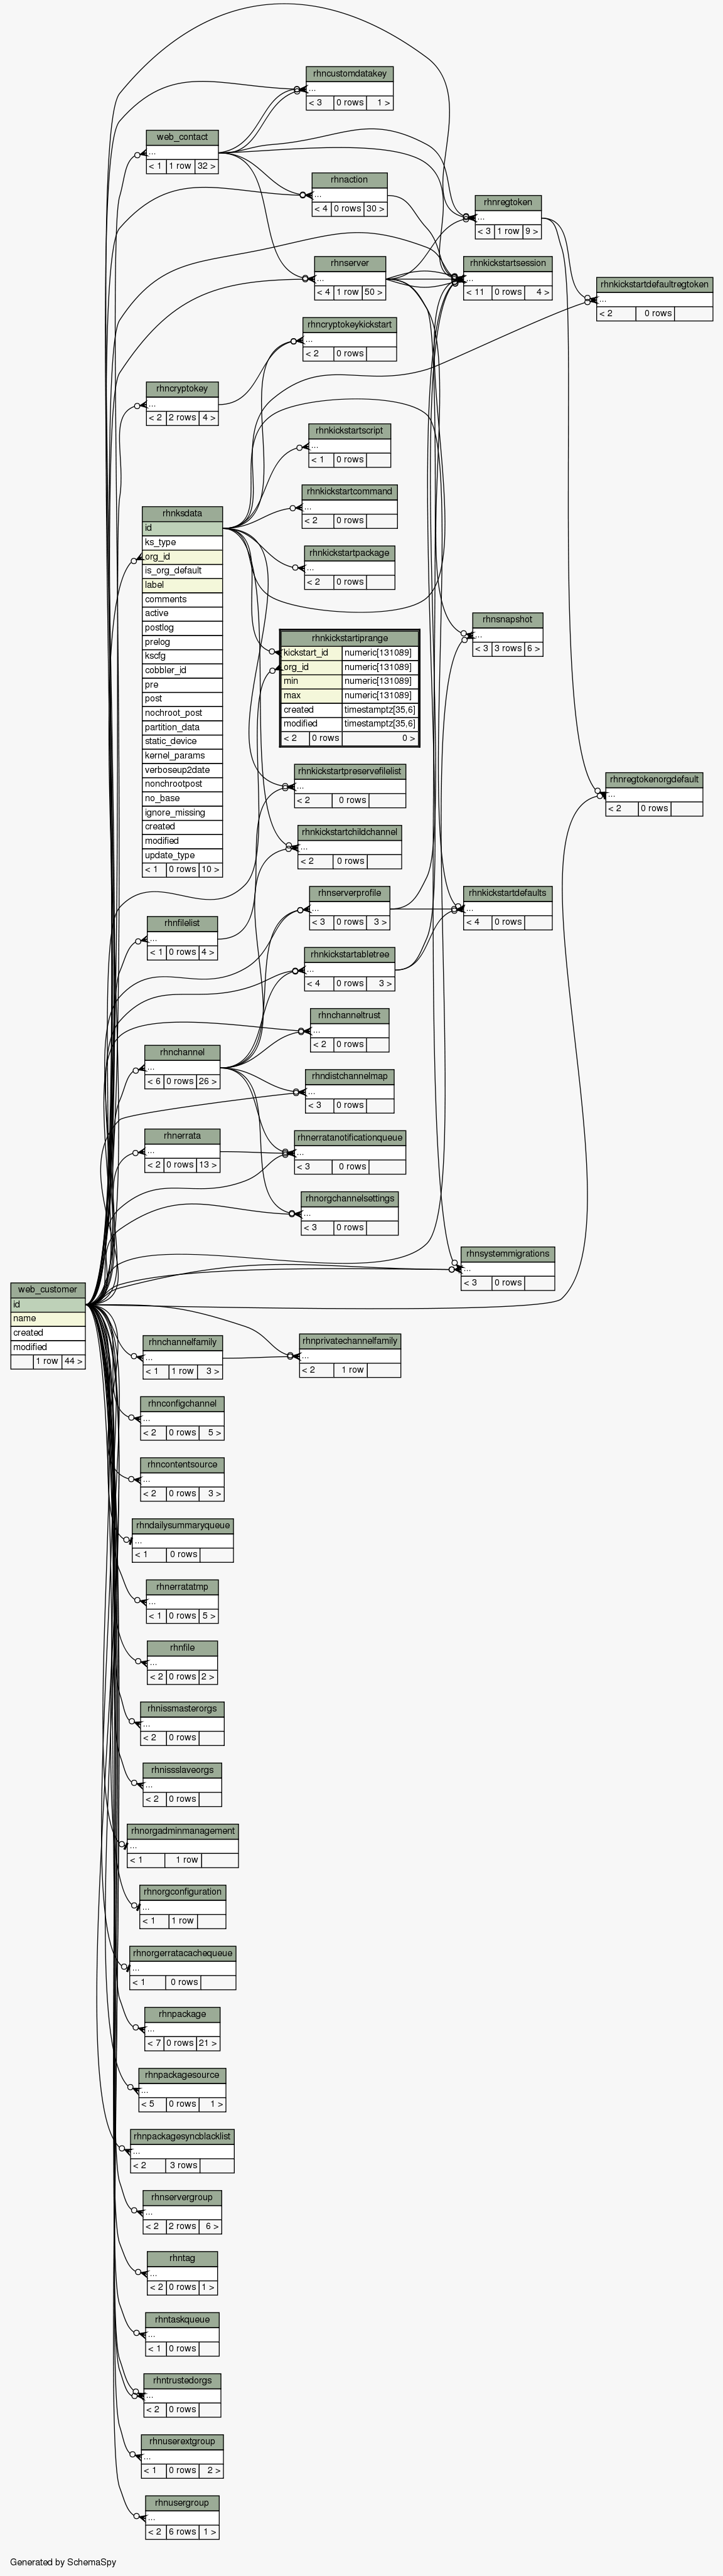 rhncustomdatakey
...
< 3 0 rows 1 >
web_contact
...
< 1 1 row 32 >
rhnaction
...
< 4 0 rows 30 >
rhnregtoken
...
< 3 1 row 9 >
rhnserver
...
< 4 1 row 50 >
rhnkickstartsession
...
< 11 0 rows 4 >
rhnkickstartdefaultregtoken
...
< 2 0 rows
rhncryptokeykickstart
...
< 2 0 rows
rhncryptokey
...
< 2 2 rows 4 >
rhnkickstartscript
...
< 1 0 rows
rhnkickstartcommand
...
< 2 0 rows
rhnkickstartpackage
...
< 2 0 rows
rhnksdata
id
ks_type
org_id
is_org_default
label
comments
active
postlog
prelog
kscfg
cobbler_id
pre
post
nochroot_post
partition_data
static_device
kernel_params
verboseup2date
nonchrootpost
no_base
ignore_missing
created
modified
update_type
< 1 0 rows 10 >
rhnkickstartiprange
kickstart_id numeric[131089]
org_id numeric[131089]
min numeric[131089]
max numeric[131089]
created timestamptz[35,6]
modified timestamptz[35,6]
< 2 0 rows 0 >
rhnsnapshot
...
< 3 3 rows 6 >
rhnkickstartpreservefilelist
...
< 2 0 rows
rhnregtokenorgdefault
...
< 2 0 rows
rhnkickstartchildchannel
...
< 2 0 rows
rhnserverprofile
...
< 3 0 rows 3 >
rhnkickstartdefaults
...
< 4 0 rows
rhnfilelist
...
< 1 0 rows 4 >
rhnkickstartabletree
...
< 4 0 rows 3 >
rhnchanneltrust
...
< 2 0 rows
rhnchannel
...
< 6 0 rows 26 >
rhndistchannelmap
...
< 3 0 rows
rhnerrata
...
< 2 0 rows 13 >
rhnerratanotificationqueue
...
< 3 0 rows
rhnorgchannelsettings
...
< 3 0 rows
rhnsystemmigrations
...
< 3 0 rows
web_customer
id
name
created
modified
1 row 44 >
rhnchannelfamily
...
< 1 1 row 3 >
rhnprivatechannelfamily
...
< 2 1 row
rhnconfigchannel
...
< 2 0 rows 5 >
rhncontentsource
...
< 2 0 rows 3 >
rhndailysummaryqueue
...
< 1 0 rows
rhnerratatmp
...
< 1 0 rows 5 >
rhnfile
...
< 2 0 rows 2 >
rhnissmasterorgs
...
< 2 0 rows
rhnissslaveorgs
...
< 2 0 rows
rhnorgadminmanagement
...
< 1 1 row
rhnorgconfiguration
...
< 1 1 row
rhnorgerratacachequeue
...
< 1 0 rows
rhnpackage
...
< 7 0 rows 21 >
rhnpackagesource
...
< 5 0 rows 1 >
rhnpackagesyncblacklist
...
< 2 3 rows
rhnservergroup
...
< 2 2 rows 6 >
rhntag
...
< 2 0 rows 1 >
rhntaskqueue
...
< 1 0 rows
rhntrustedorgs
...
< 2 0 rows
rhnuserextgroup
...
< 1 0 rows 2 >
rhnusergroup
...
< 2 6 rows 1 >
Generated by SchemaSpy